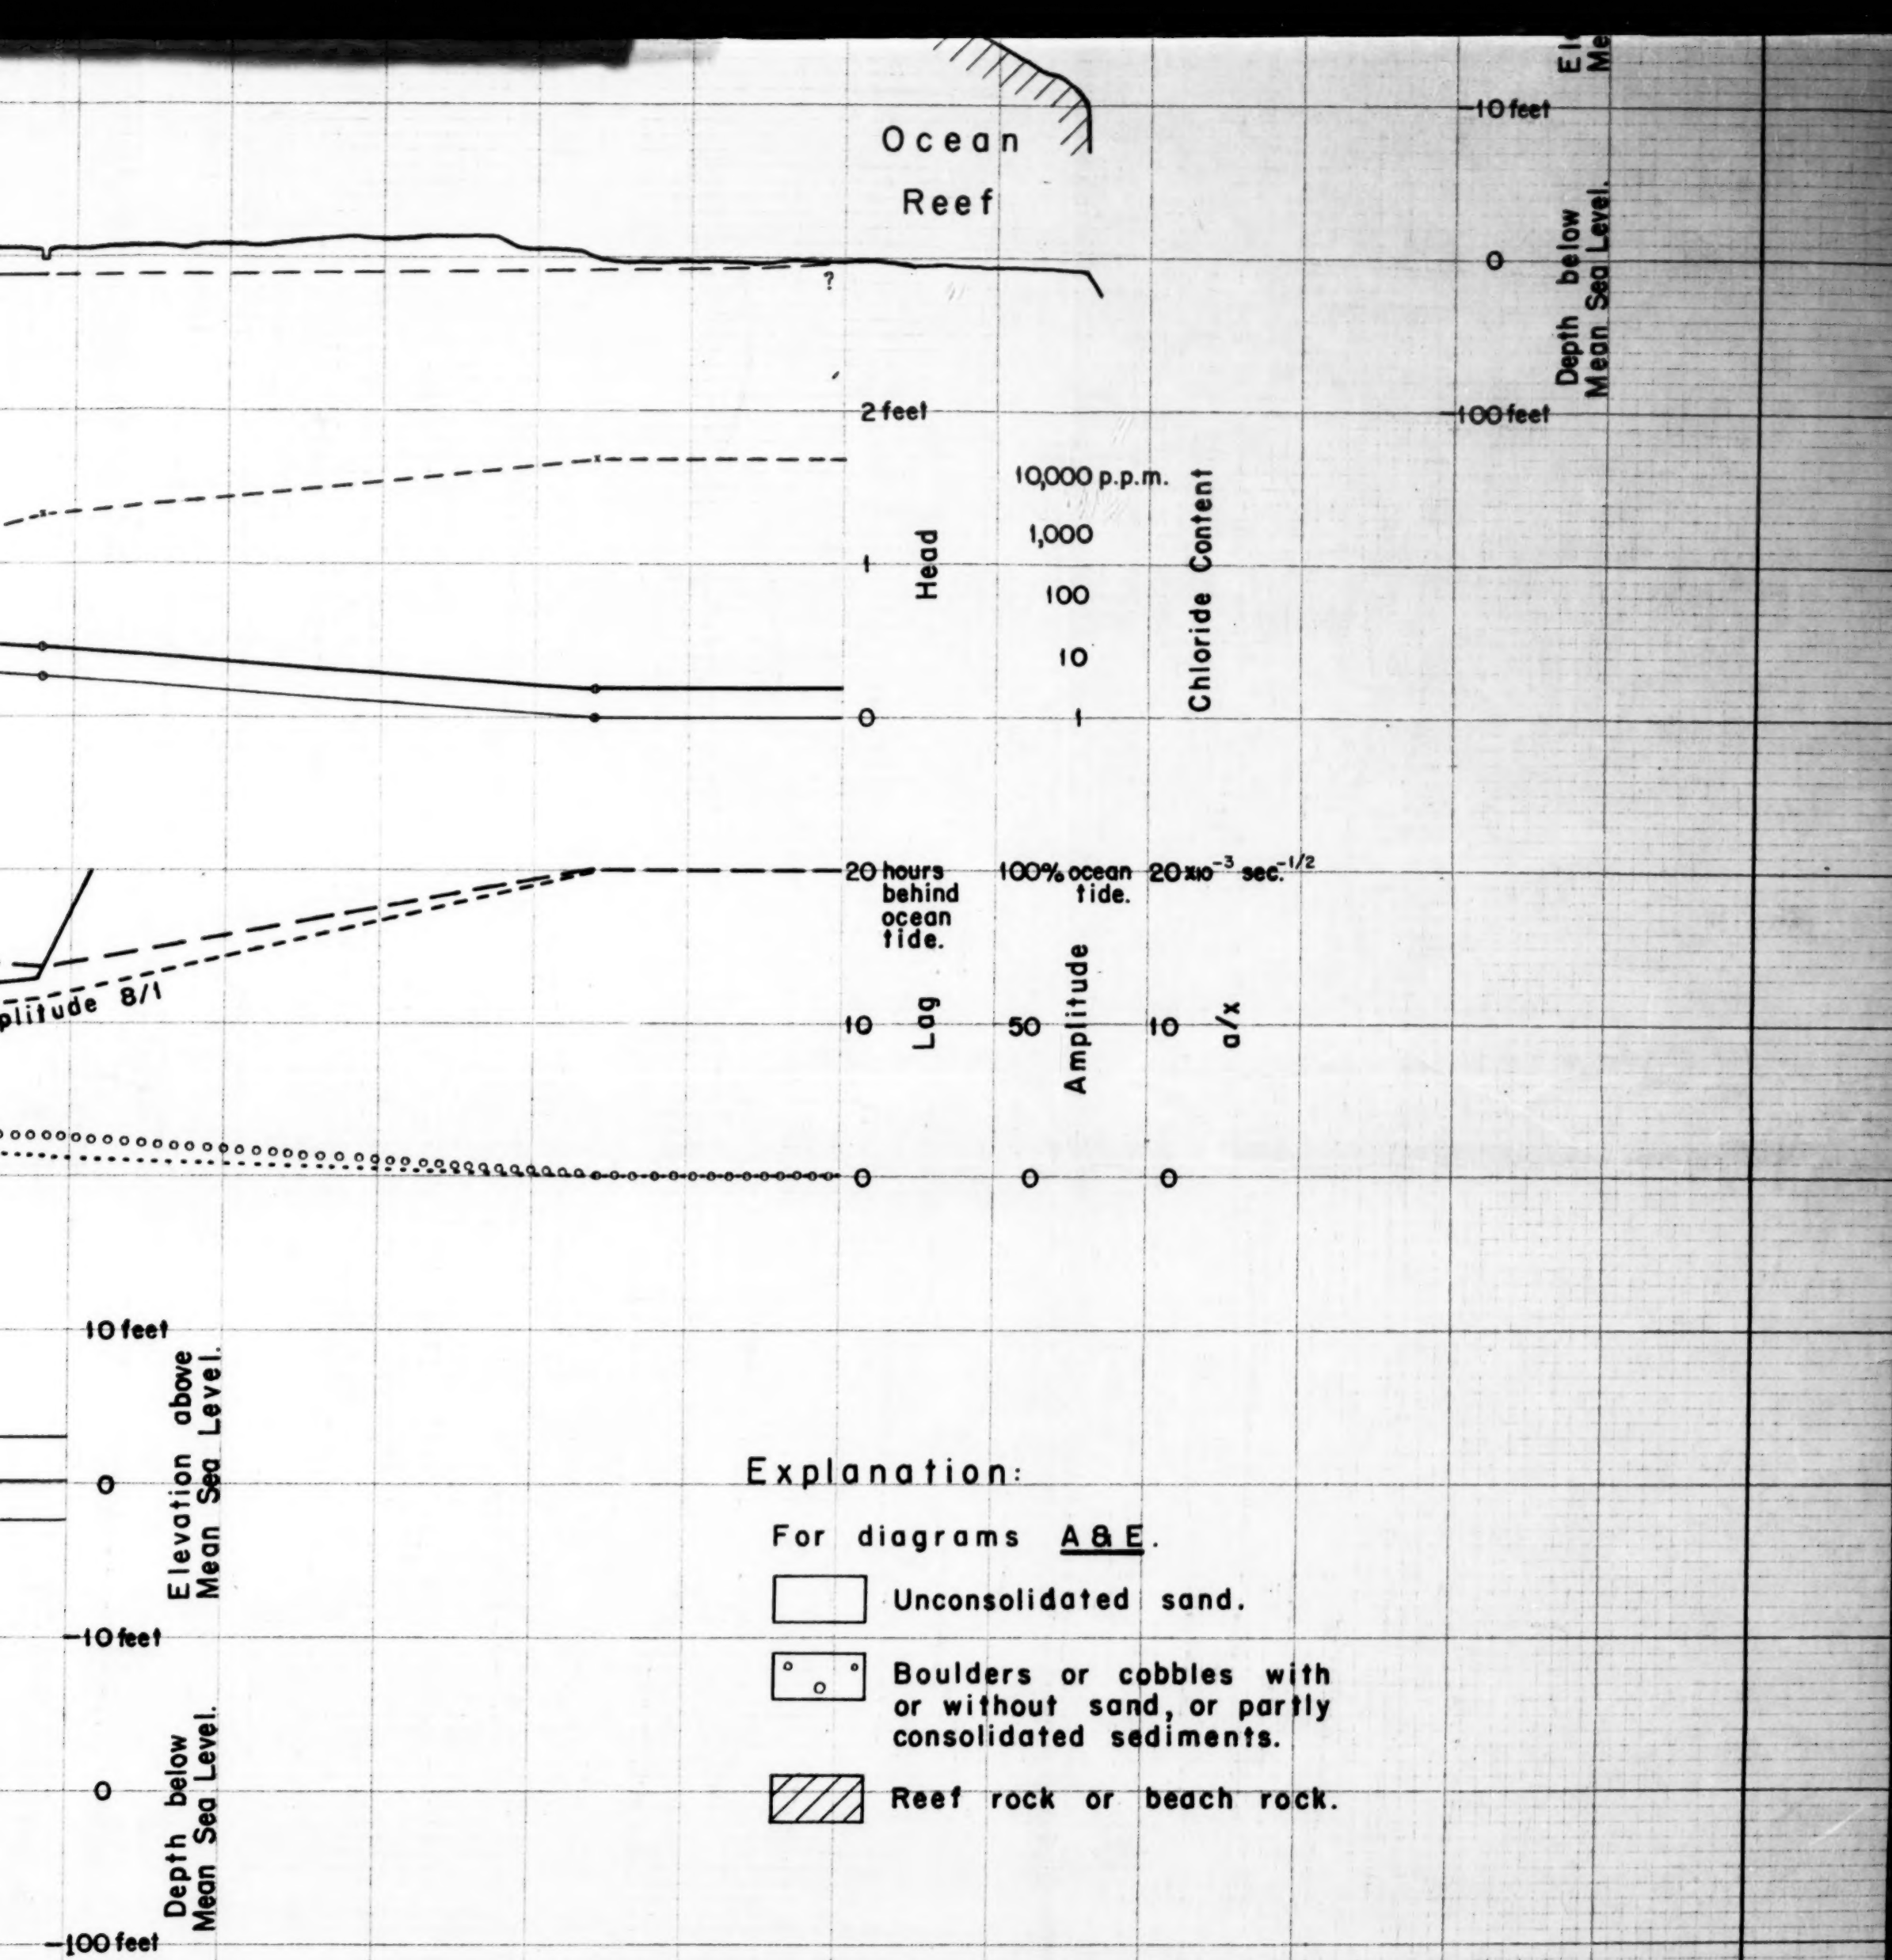 -10 feet
Ocean
Reef
0
Depth below
Mean Sea Level.
?
2 feet
100 feet
10,000 p.p.m.
1,000
1
100
10
0
1
Head
Chloride Content
20 hours
behind
ocean
tide.
100% ocean
tide.
20x10⁻³ sec.⁻¹/²
10
Lag
50
Amplitude
10
a/x
plitude 8/1
0
0
0
10 feet
Elevation above
Mean Sea Level.
0
-10 feet
0
Depth below
Mean Sea Level.
-100 feet
Explanation:
For diagrams A & E.
Unconsolidated sand.
Boulders or cobbles with
or without sand, or partly
consolidated sediments.
Reef rock or beach rock.